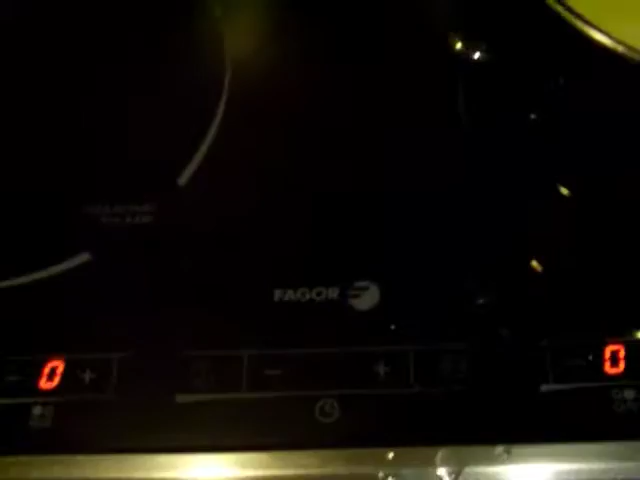 FAGOR
- 0 +
- +
- 0